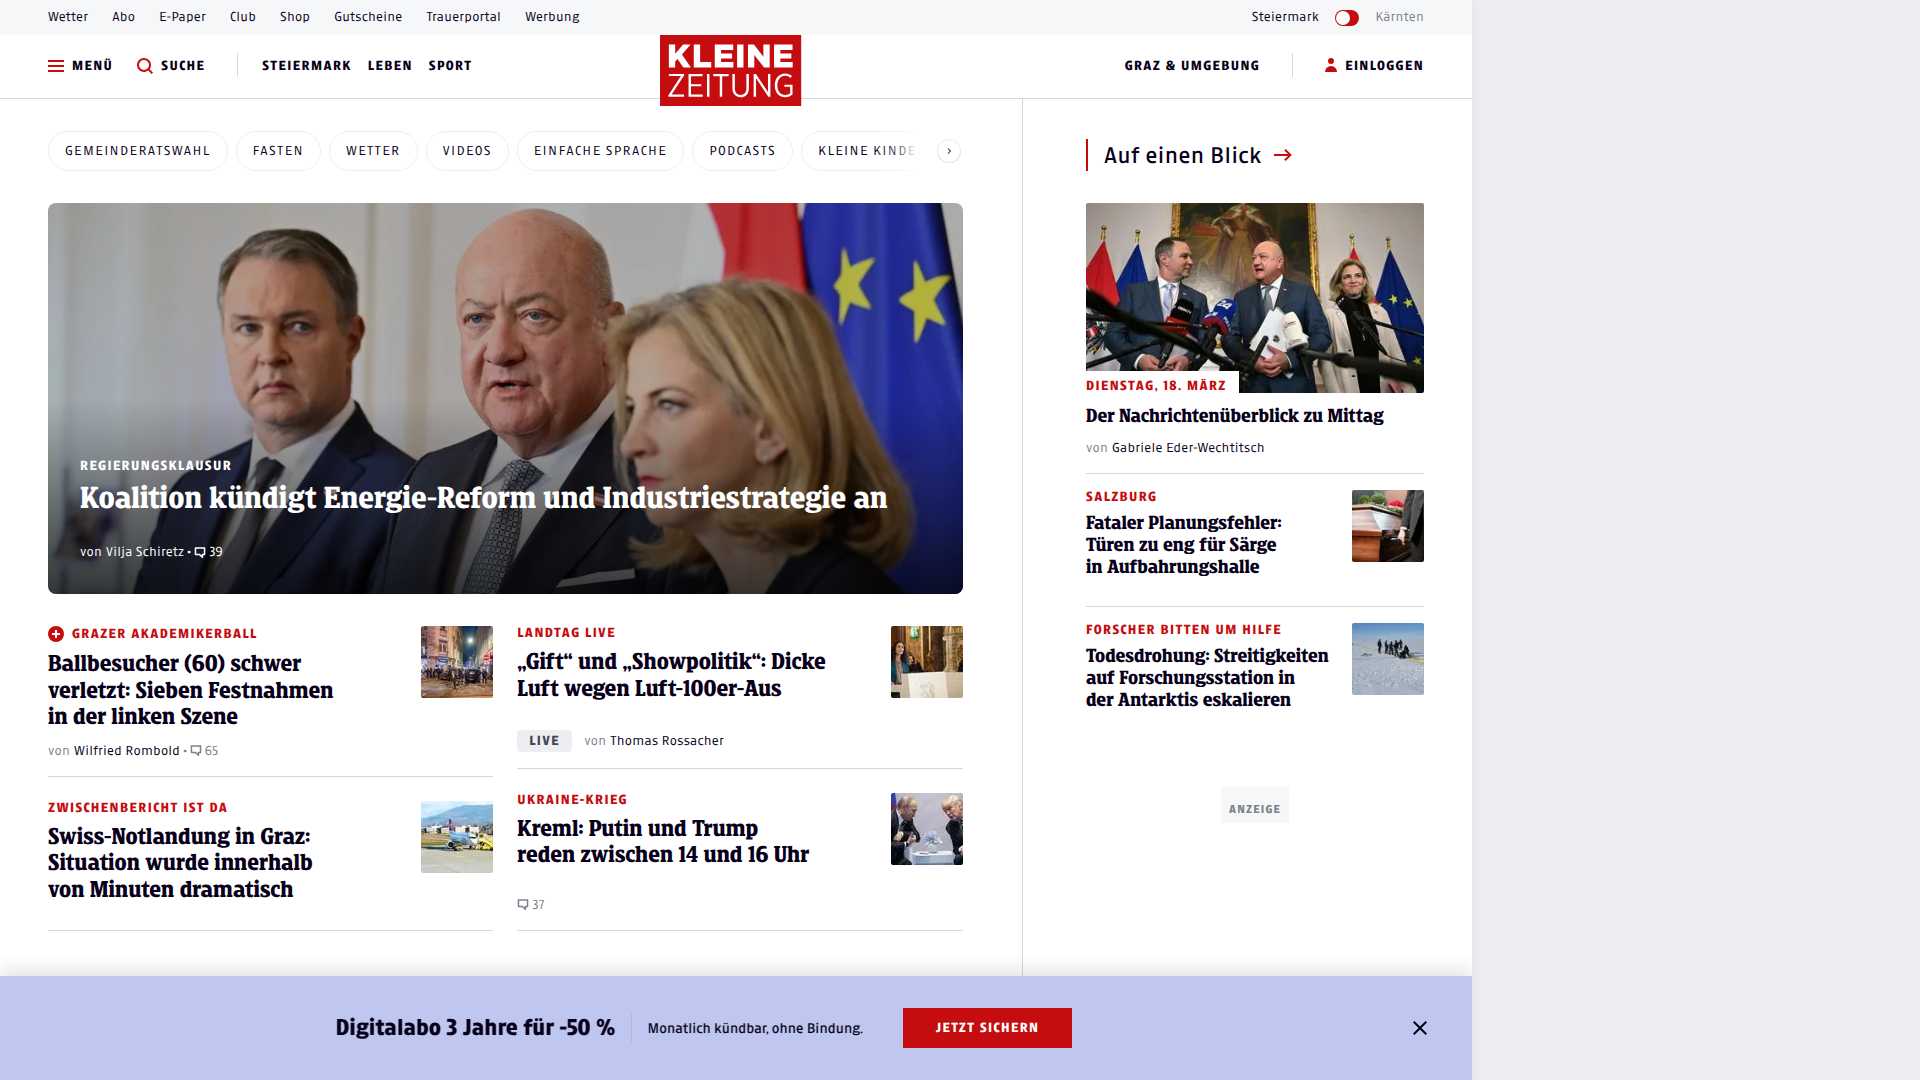 Wetter Abo E-Paper Club Shop Gutscheine Trauerportal Werbung Steiermark Kärnten
MENÜ SUCHE STEIERMARK LEBEN SPORT
KLEINE
ZEITUNG
GRAZ & UMGEBUNG EINLOGGEN
GEMEINDERATSWAHL FASTEN WETTER VIDEOS EINFACHE SPRACHE PODCASTS KLEINE KINDE
REGIERUNGSKLAUSUR
Koalition kündigt Energie-Reform und Industriestrategie an
von Vilja Schiretz • 39
GRAZER AKADEMIKERBALL
Ballbesucher (60) schwer
verletzt: Sieben Festnahmen
in der linken Szene
von Wilfried Rombold • 65
LANDTAG LIVE
„Gift“ und „Showpolitik“: Dicke
Luft wegen Luft-100er-Aus
LIVE von Thomas Rossacher
ZWISCHENBERICHT IST DA
Swiss-Notlandung in Graz:
Situation wurde innerhalb
von Minuten dramatisch
UKRAINE-KRIEG
Kreml: Putin und Trump
reden zwischen 14 und 16 Uhr
37
Auf einen Blick →
DIENSTAG, 18. MÄRZ
Der Nachrichtenüberblick zu Mittag
von Gabriele Eder-Wechtitsch
SALZBURG
Fataler Planungsfehler:
Türen zu eng für Särge
in Aufbahrungshalle
FORSCHER BITTEN UM HILFE
Todesdrohung: Streitigkeiten
auf Forschungsstation in
der Antarktis eskalieren
ANZEIGE
Digitalabo 3 Jahre für -50 % Monatlich kündbar, ohne Bindung. JETZT SICHERN